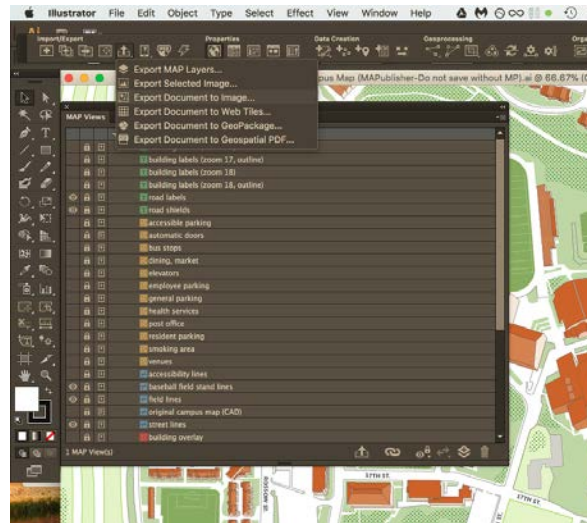 Illustrator File Edit Object Type Select Effect View Window Help
Import/Export Properties Data Creation Geoprocessing
Export MAP Layers...
Export Selected Image...
Export Document to Image...
Export Document to Web Tiles...
Export Document to GeoPackage...
Export Document to Geospatial PDF...
pus Map (MAPublisher-Do not save without MP).ai @ 66.67% (
MAP Views
building labels (zoom 17, outline)
building labels (zoom 18)
building labels (zoom 18, outline)
road labels
road shields
accessible parking
automatic doors
bus stops
dining, market
elevators
employee parking
general parking
health services
post office
resident parking
smoking area
venues
accessibility lines
baseball field stand lines
field lines
original campus map (CAD)
street lines
building overlay
1 MAP View(s)
17TH ST
17TH ST